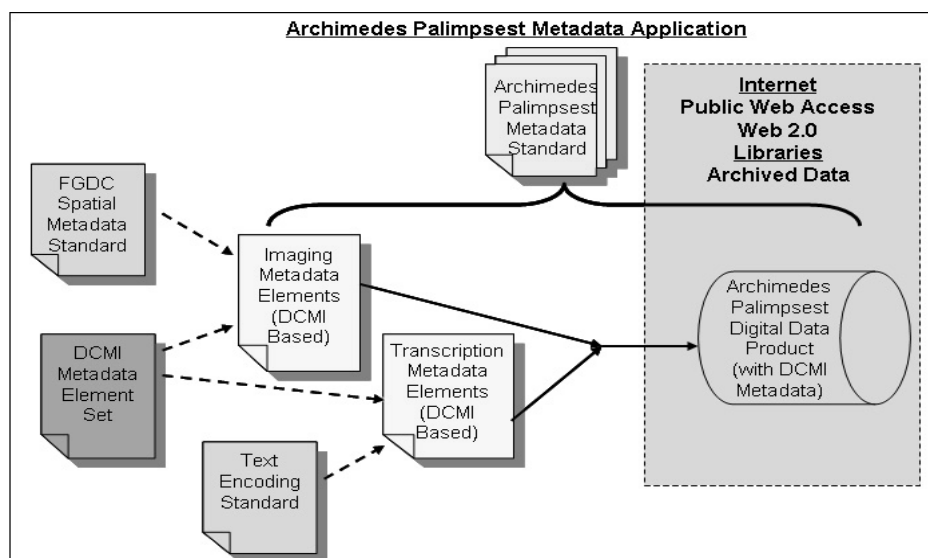 Archimedes Palimpsest Metadata Application
Archimedes
Palimpsest
Metadata
Standard
Internet
Public Web Access
Web 2.0
Libraries
Archived Data
FGDC
Spatial
Metadata
Standard
Imaging
Metadata
Elements
(DCMI
Based)
DCMI
Metadata
Element
Set
Transcription
Metadata
Elements
(DCMI
Based)
Text
Encoding
Standard
Archimedes
Palimpsest
Digital Data
Product
(with DCMI
Metadata)